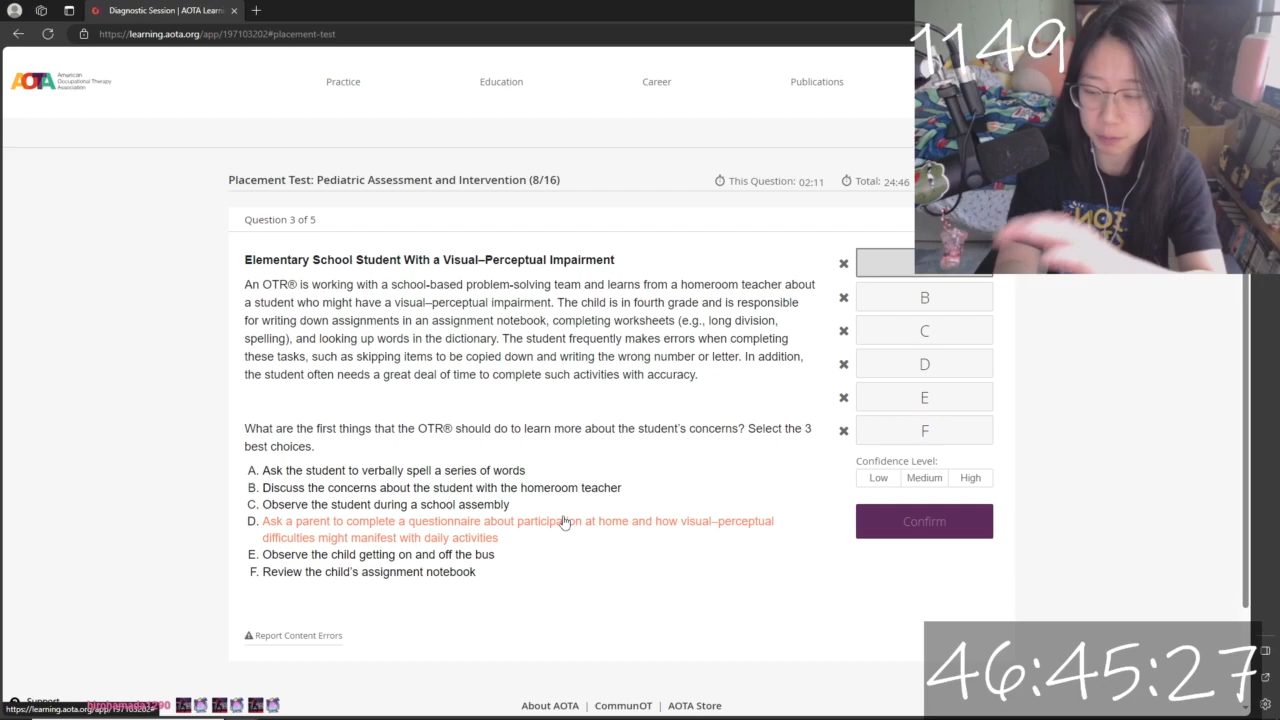 Diagnostic Session | AOTA Learn
https://learning.aota.org/app/197103202#placement-test
1149
AOTA American Occupational Therapy Association
Practice Education Career Publications
Placement Test: Pediatric Assessment and Intervention (8/16)
This Question: 02:11 Total: 24:46
Question 3 of 5
Elementary School Student With a Visual–Perceptual Impairment
An OTR® is working with a school-based problem-solving team and learns from a homeroom teacher about
a student who might have a visual–perceptual impairment. The child is in fourth grade and is responsible
for writing down assignments in an assignment notebook, completing worksheets (e.g., long division,
spelling), and looking up words in the dictionary. The student frequently makes errors when completing
these tasks, such as skipping items to be copied down and writing the wrong number or letter. In addition,
the student often needs a great deal of time to complete such activities with accuracy.
What are the first things that the OTR® should do to learn more about the student's concerns? Select the 3
best choices.
A. Ask the student to verbally spell a series of words
B. Discuss the concerns about the student with the homeroom teacher
C. Observe the student during a school assembly
D. Ask a parent to complete a questionnaire about participation at home and how visual–perceptual
difficulties might manifest with daily activities
E. Observe the child getting on and off the bus
F. Review the child's assignment notebook
B
C
D
E
F
Confidence Level:
Low Medium High
Confirm
Report Content Errors
46:45:27
Support
https://learning.aota.org/app/197103202#
About AOTA | CommunOT | AOTA Store